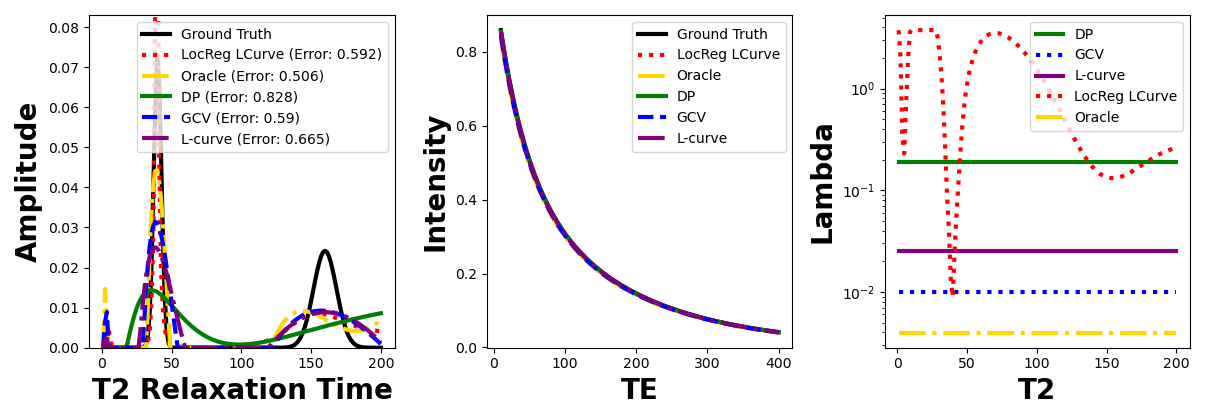 Amplitude
0.08
0.07
0.06
0.05
0.04
0.03
0.02
0.01
0.00
Ground Truth
LocReg LCurve (Error: 0.592)
Oracle (Error: 0.506)
DP (Error: 0.828)
GCV (Error: 0.59)
L-curve (Error: 0.665)
0 50 100 150 200
T2 Relaxation Time
Intensity
0.8
0.6
0.4
0.2
0.0
Ground Truth
LocReg LCurve
Oracle
DP
GCV
L-curve
0 100 200 300 400
TE
Lambda
10⁰
10⁻¹
10⁻²
DP
GCV
L-curve
LocReg LCurve
Oracle
0 50 100 150 200
T2